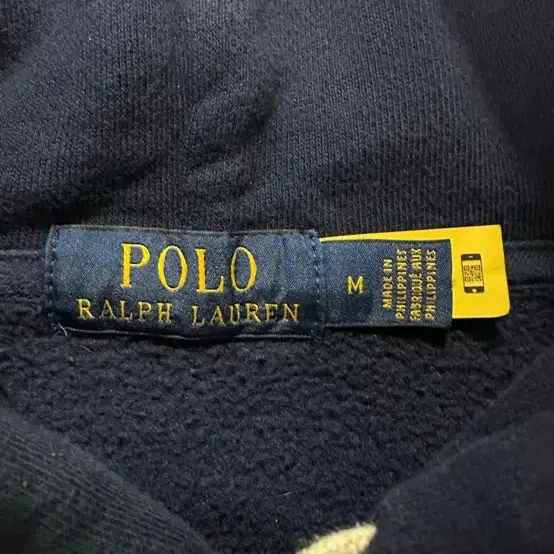 POLO
RALPH LAUREN
M
MADE IN
PHILIPPINES
FABRIQUÉ AUX
PHILIPPINES